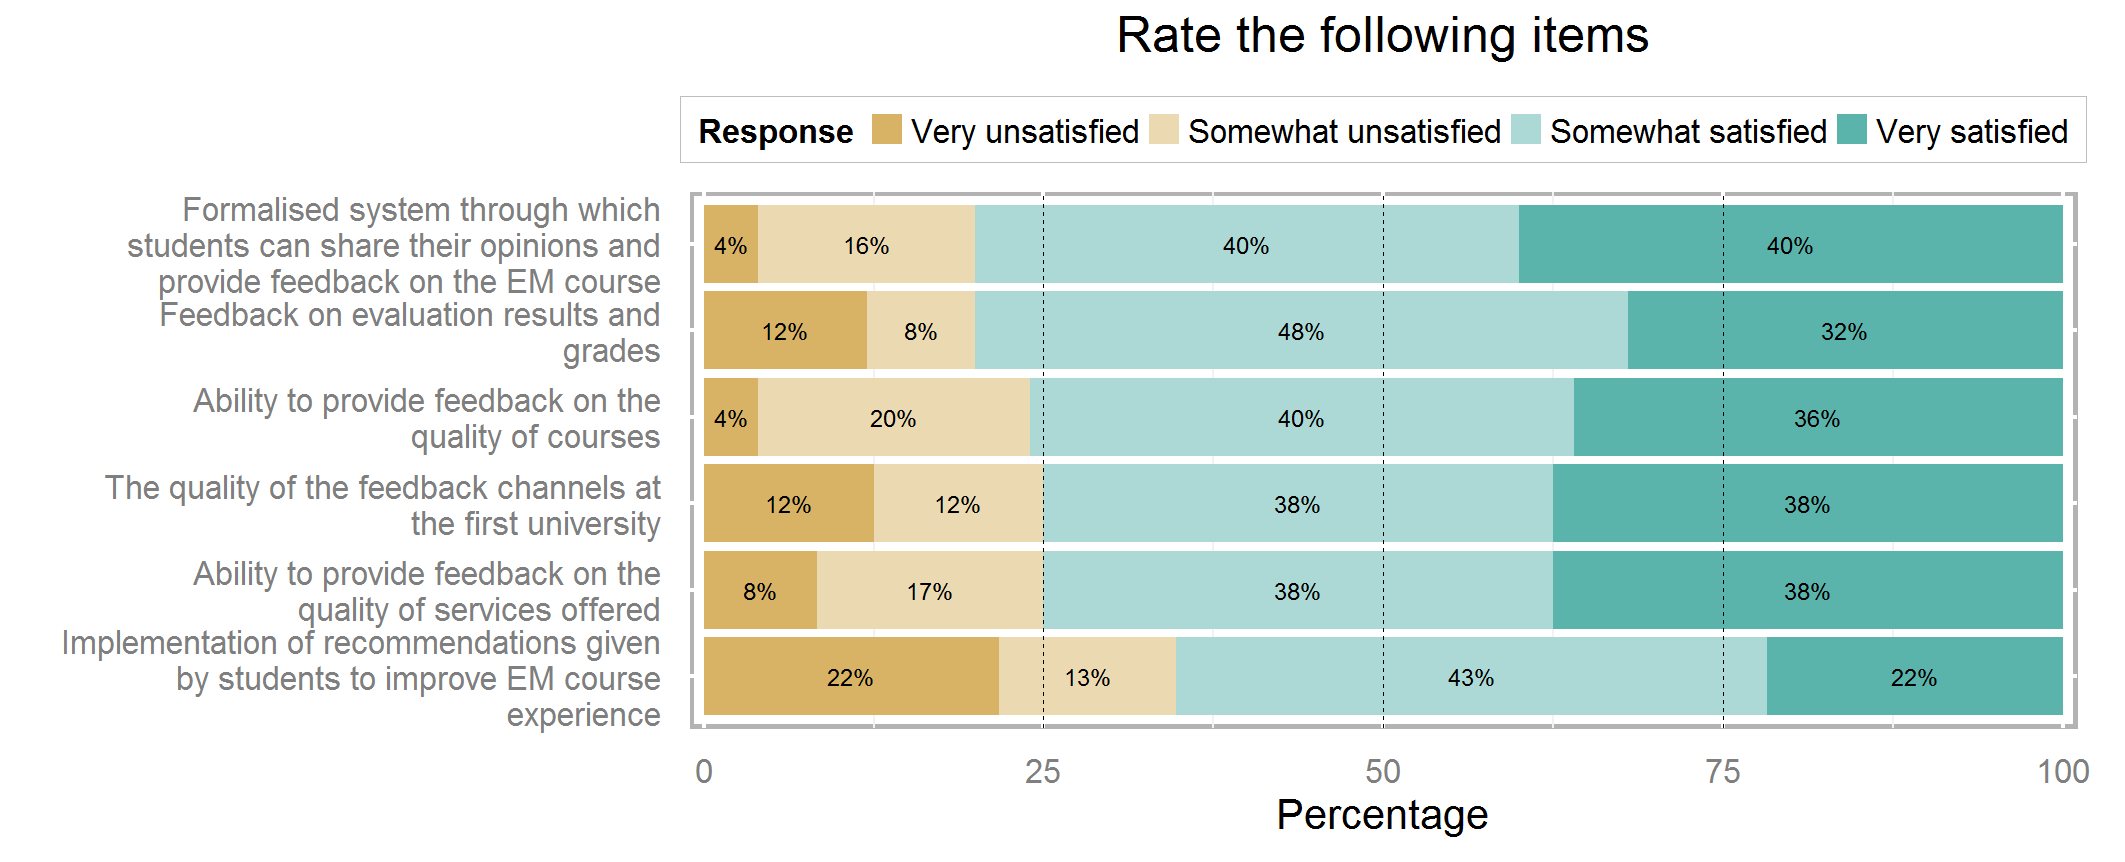 Rate the following items
Response Very unsatisfied Somewhat unsatisfied Somewhat satisfied Very satisfied
Formalised system through which
students can share their opinions and
provide feedback on the EM course
4% 16% 40% 40%
Feedback on evaluation results and
grades
12% 8% 48% 32%
Ability to provide feedback on the
quality of courses
4% 20% 40% 36%
The quality of the feedback channels at
the first university
12% 12% 38% 38%
Ability to provide feedback on the
quality of services offered
8% 17% 38% 38%
Implementation of recommendations given
by students to improve EM course
experience
22% 13% 43% 22%
0 25 50 75 100
Percentage